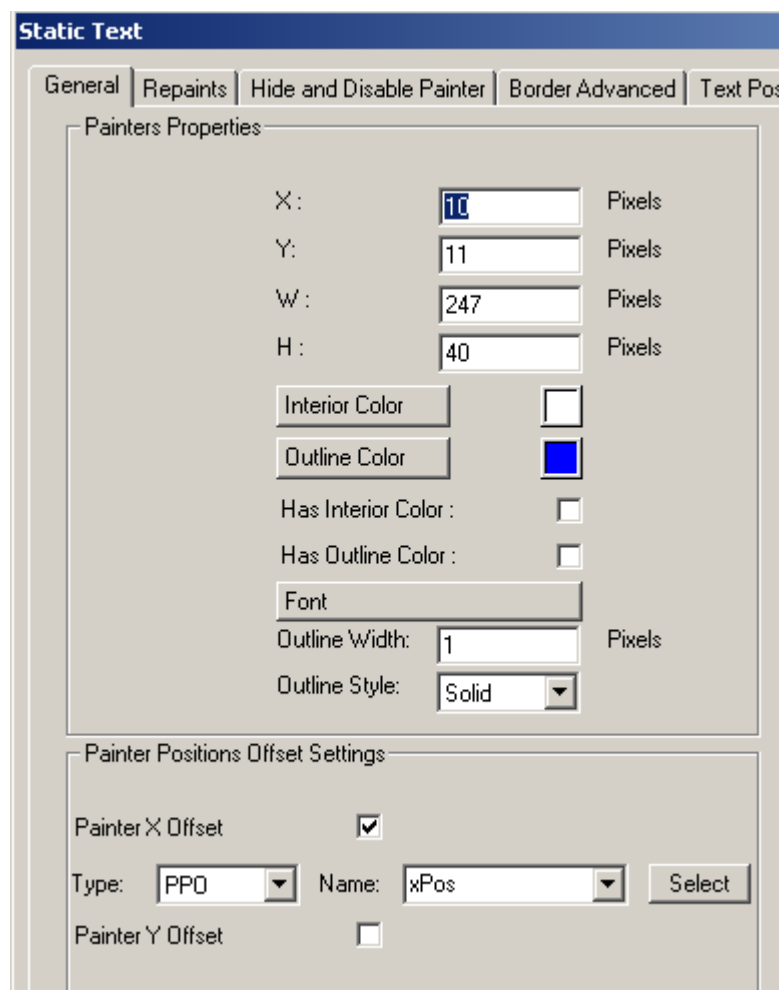 Static Text
General Repaints Hide and Disable Painter Border Advanced Text Pos
Painters Properties
X : 10 Pixels
Y: 11 Pixels
W : 247 Pixels
H : 40 Pixels
Interior Color
Outline Color
Has Interior Color :
Has Outline Color :
Font
Outline Width: 1 Pixels
Outline Style: Solid
Painter Positions Offset Settings
Painter X Offset
Type: PPO Name: xPos Select
Painter Y Offset